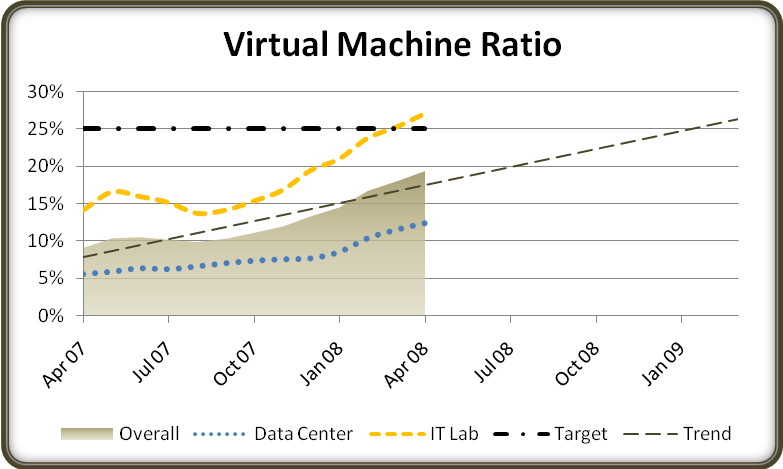 Virtual Machine Ratio
30%
25%
20%
15%
10%
5%
0%
Apr 07
Jul 07
Oct 07
Jan 08
Apr 08
Jul 08
Oct 08
Jan 09
Overall
Data Center
IT Lab
Target
Trend